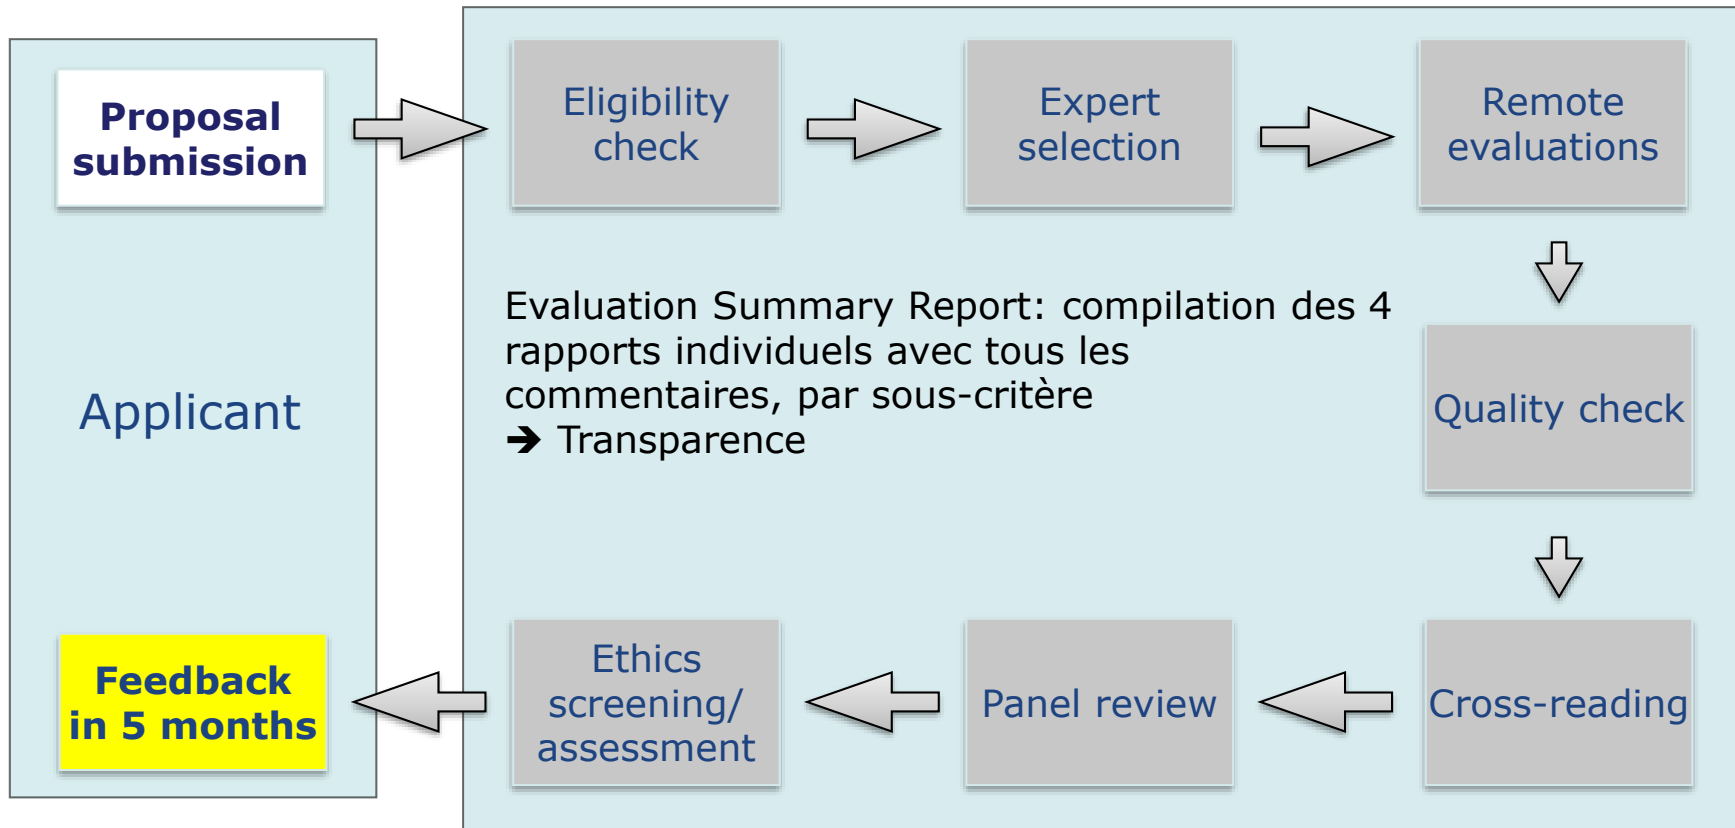 Proposal
submission
Eligibility
check
Expert
selection
Remote
evaluations
Evaluation Summary Report: compilation des 4
rapports individuels avec tous les
commentaires, par sous-critère
➔ Transparence
Applicant
Quality check
Feedback
in 5 months
Ethics
screening/
assessment
Panel review
Cross-reading